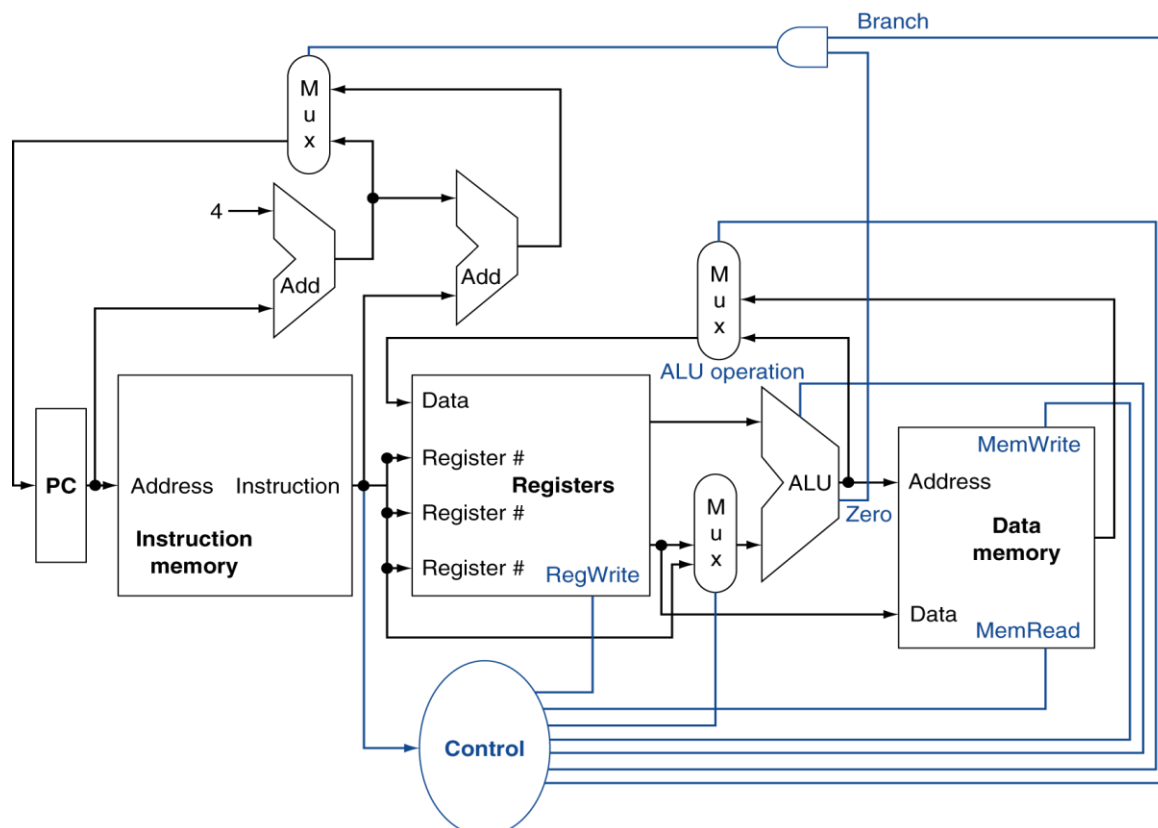 Branch
M
u
x
4
Add
Add
M
u
x
ALU operation
Data
Register #
Registers
Register #
Register #
RegWrite
PC
Address
Instruction
Instruction
memory
M
u
x
ALU
Zero
MemWrite
Address
Data
memory
Data
MemRead
Control